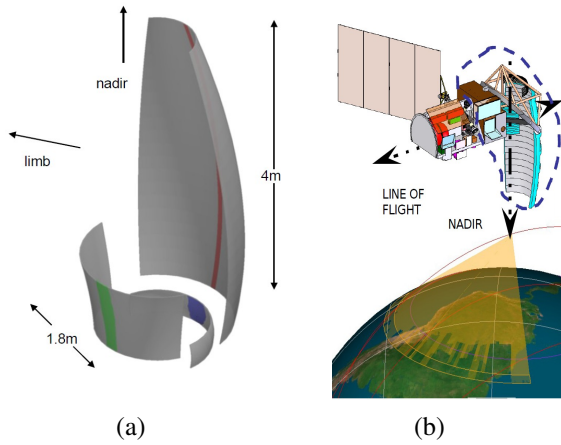 nadir
limb
4m
1.8m
(a)
LINE OF
FLIGHT
NADIR
(b)